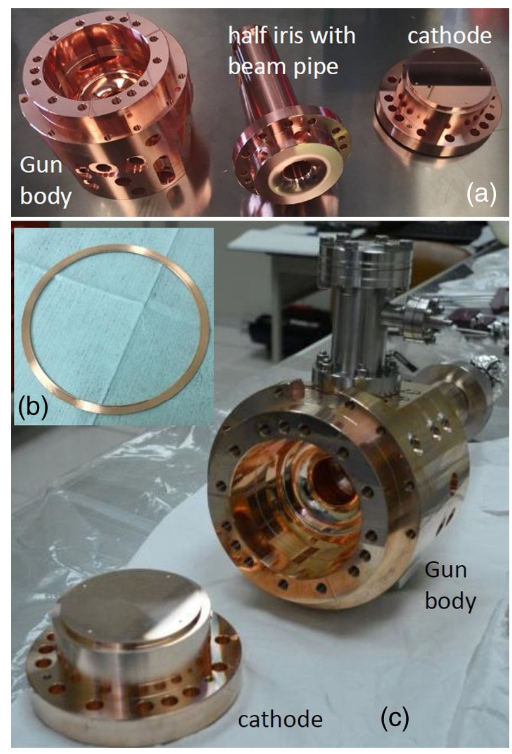 half iris with
beam pipe
cathode
Gun
body
(a)
(b)
Gun
body
cathode
(c)